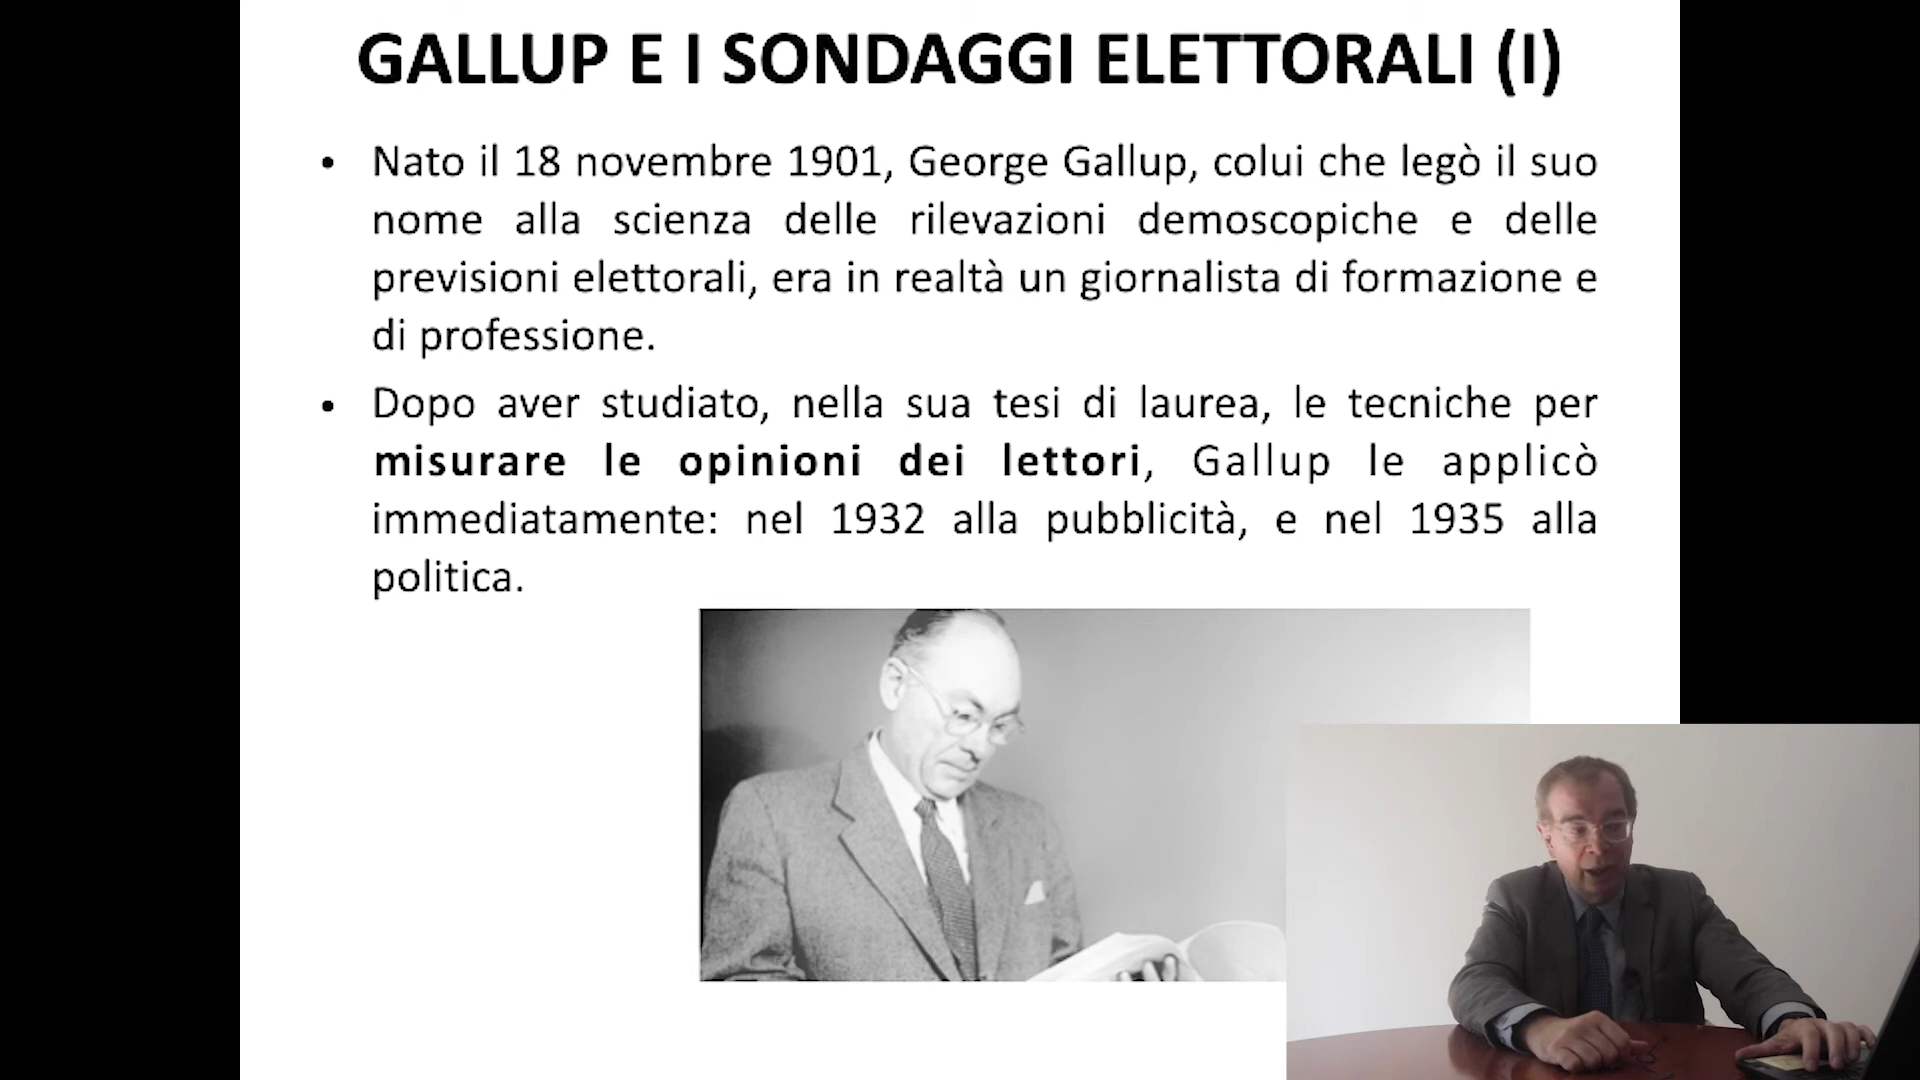 GALLUP E I SONDAGGI ELETTORALI (I)
• Nato il 18 novembre 1901, George Gallup, colui che legò il suo
nome alla scienza delle rilevazioni demoscopiche e delle
previsioni elettorali, era in realtà un giornalista di formazione e
di professione.
• Dopo aver studiato, nella sua tesi di laurea, le tecniche per
misurare le opinioni dei lettori, Gallup le applicò
immediatamente: nel 1932 alla pubblicità, e nel 1935 alla
politica.